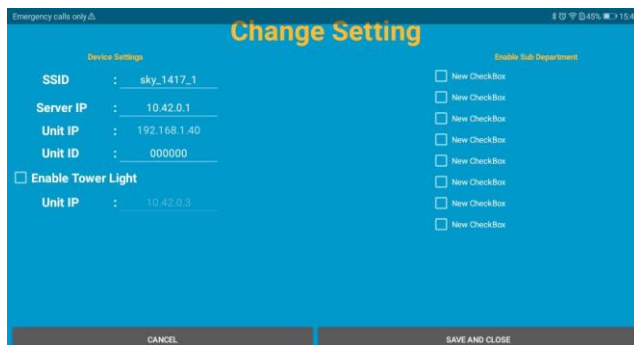 Emergency calls only
45% 15:4
Change Setting
Device Settings
SSID : sky_1417_1
Server IP : 10.42.0.1
Unit IP : 192.168.1.40
Unit ID : 000000
Enable Tower Light
Unit IP : 10.42.0.3
Enable Sub Department
New CheckBox
New CheckBox
New CheckBox
New CheckBox
New CheckBox
New CheckBox
New CheckBox
New CheckBox
CANCEL
SAVE AND CLOSE